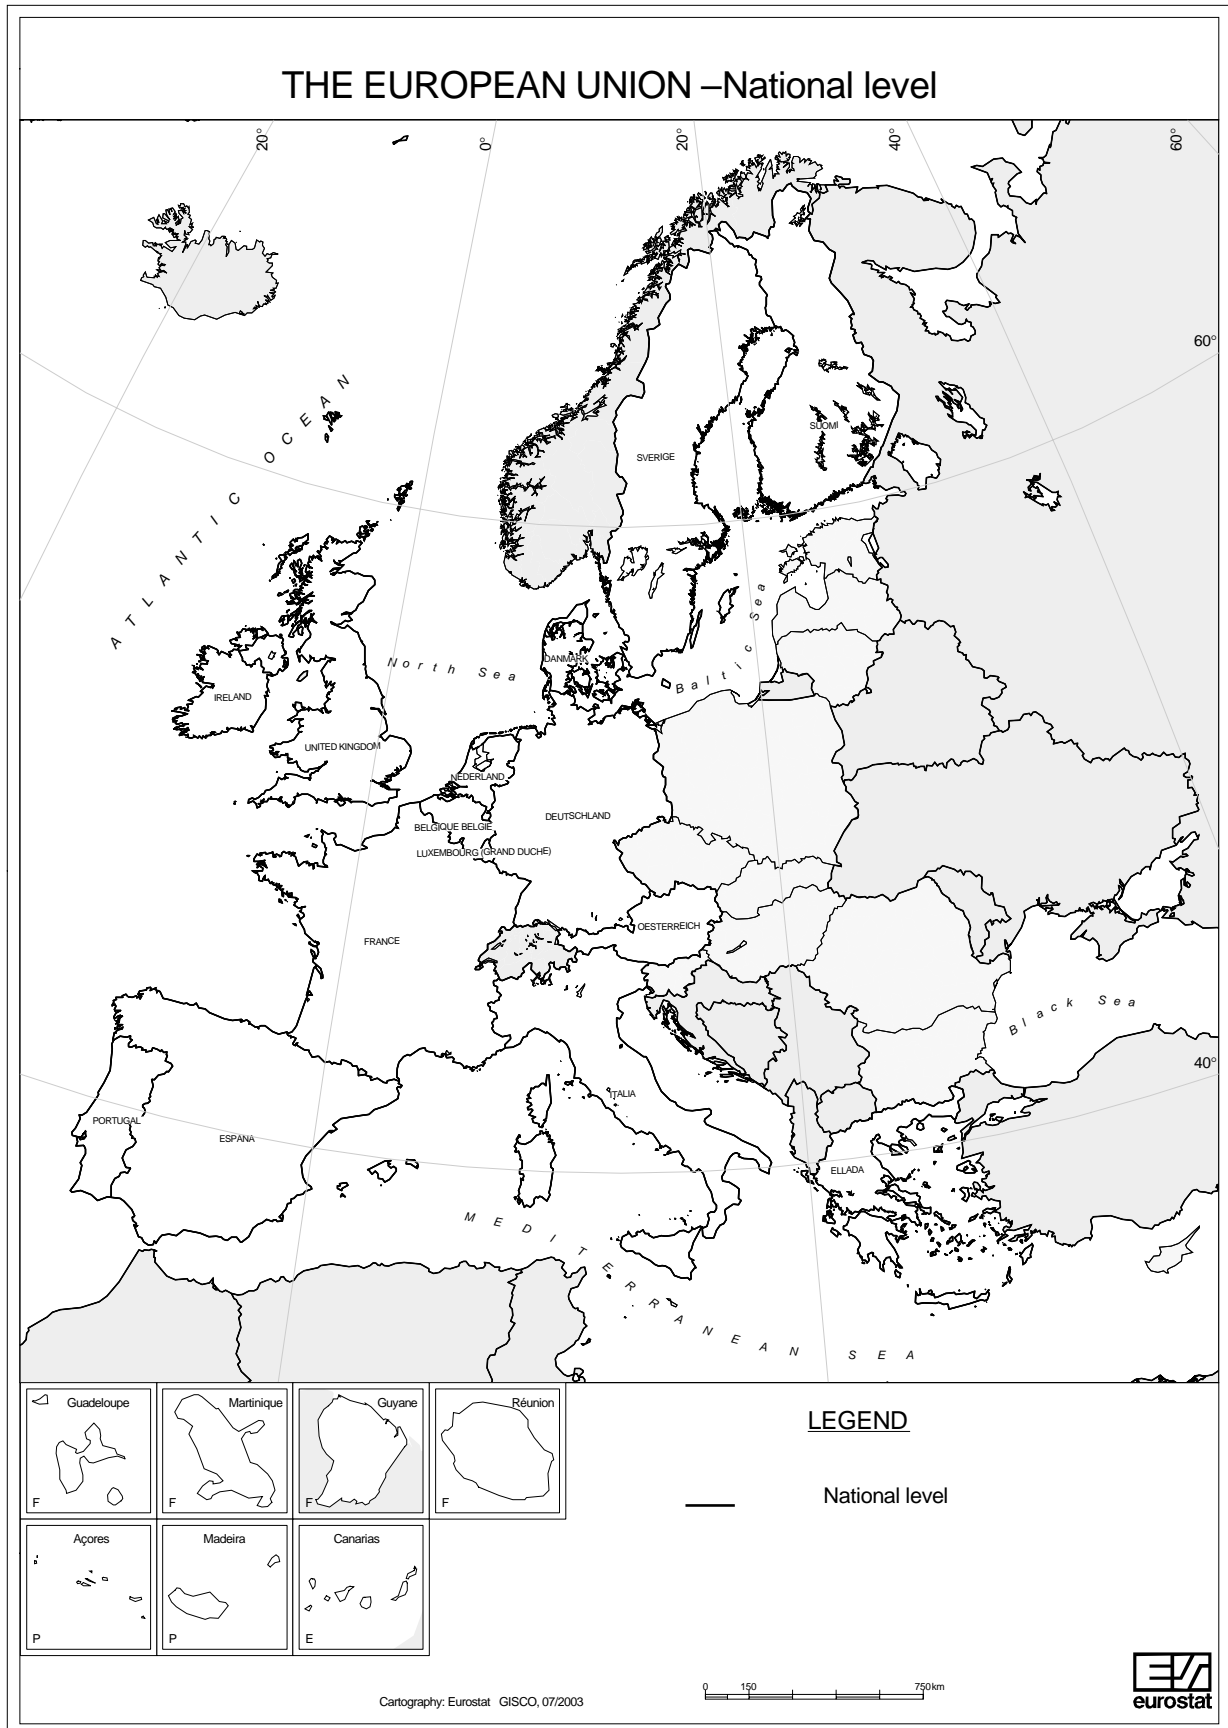 THE EUROPEAN UNION –National level
20°
0°
20°
40°
60°
60°
ATLANTIC OCEAN
SUOMI
SVERIGE
North Sea
Baltic Sea
DANMARK
IRELAND
UNITED KINGDOM
NEDERLAND
DEUTSCHLAND
BELGIQUE BELGIE
LUXEMBOURG (GRAND DUCHE)
OESTERREICH
FRANCE
Black Sea
40°
ITALIA
PORTUGAL
ESPANA
ELLADA
MEDITERRANEAN SEA
Guadeloupe
F
Martinique
F
Guyane
F
Réunion
F
LEGEND
National level
Açores
P
Madeira
P
Canarias
E
Cartography: Eurostat GISCO, 07/2003
0 150 750 km
eurostat